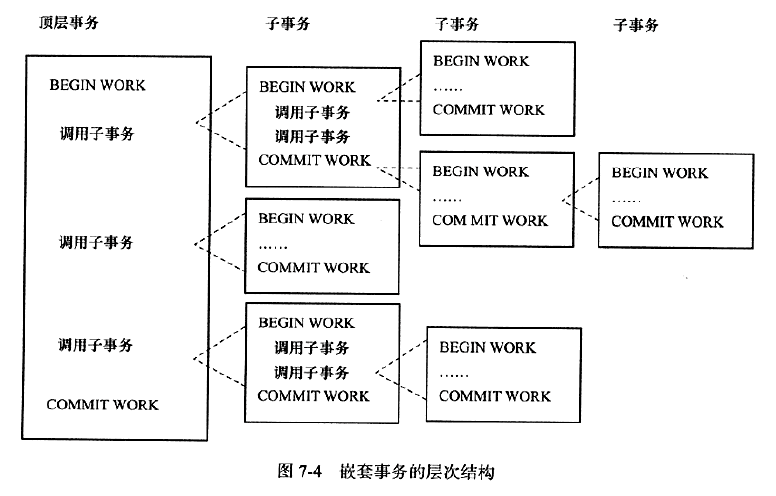 顶层事务
子事务
子事务
子事务
BEGIN WORK
调用子事务
调用子事务
调用子事务
COMMIT WORK
BEGIN WORK
调用子事务
调用子事务
COMMIT WORK
BEGIN WORK
......
COMMIT WORK
BEGIN WORK
调用子事务
调用子事务
COMMIT WORK
BEGIN WORK
......
COMMIT WORK
BEGIN WORK
......
COM MIT WORK
BEGIN WORK
......
COMMIT WORK
BEGIN WORK
......
COMMIT WORK
图 7-4 嵌套事务的层次结构